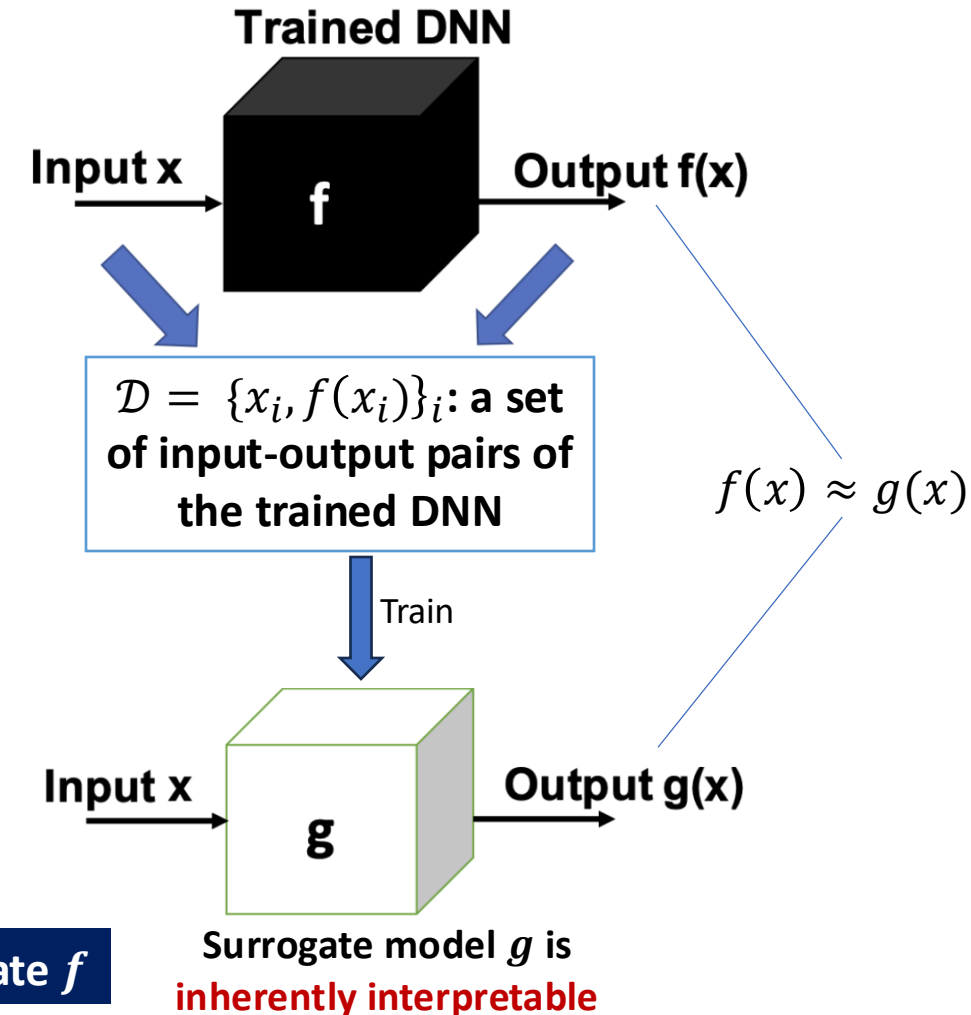 Trained DNN
Input x
f
Output f(x)
𝒟 = {x_i, f(x_i)}_i: a set
of input-output pairs of
the trained DNN
f(x) ≈ g(x)
Train
Input x
g
Output g(x)
Surrogate model g is
inherently interpretable
f